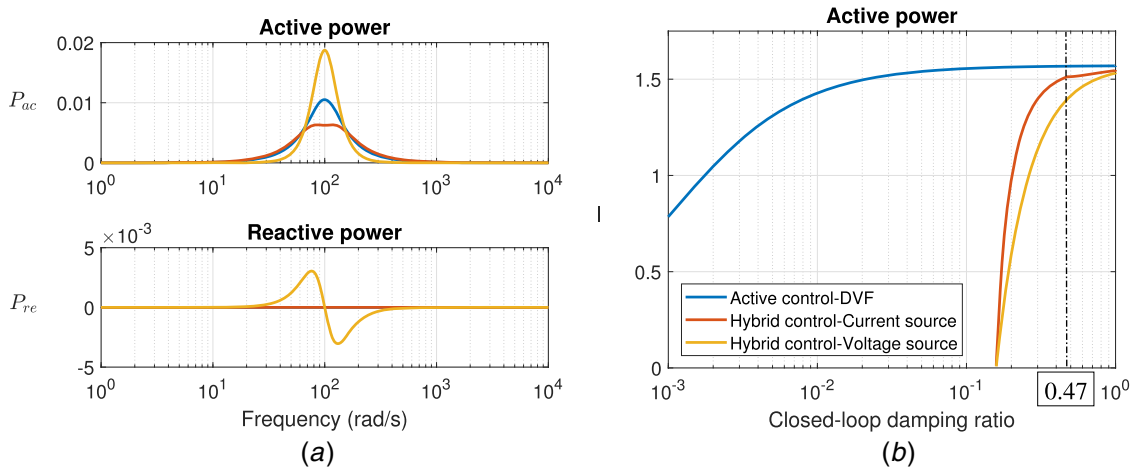 Active power
P_ac
0.02
0.01
0
10^0 10^1 10^2 10^3 10^4
Reactive power
×10^-3
P_re
5
0
-5
10^0 10^1 10^2 10^3 10^4
Frequency (rad/s)
(a)
Active power
I
1.5
1
0.5
0
Active control-DVF
Hybrid control-Current source
Hybrid control-Voltage source
10^-3 10^-2 10^-1 10^0
0.47
Closed-loop damping ratio
(b)